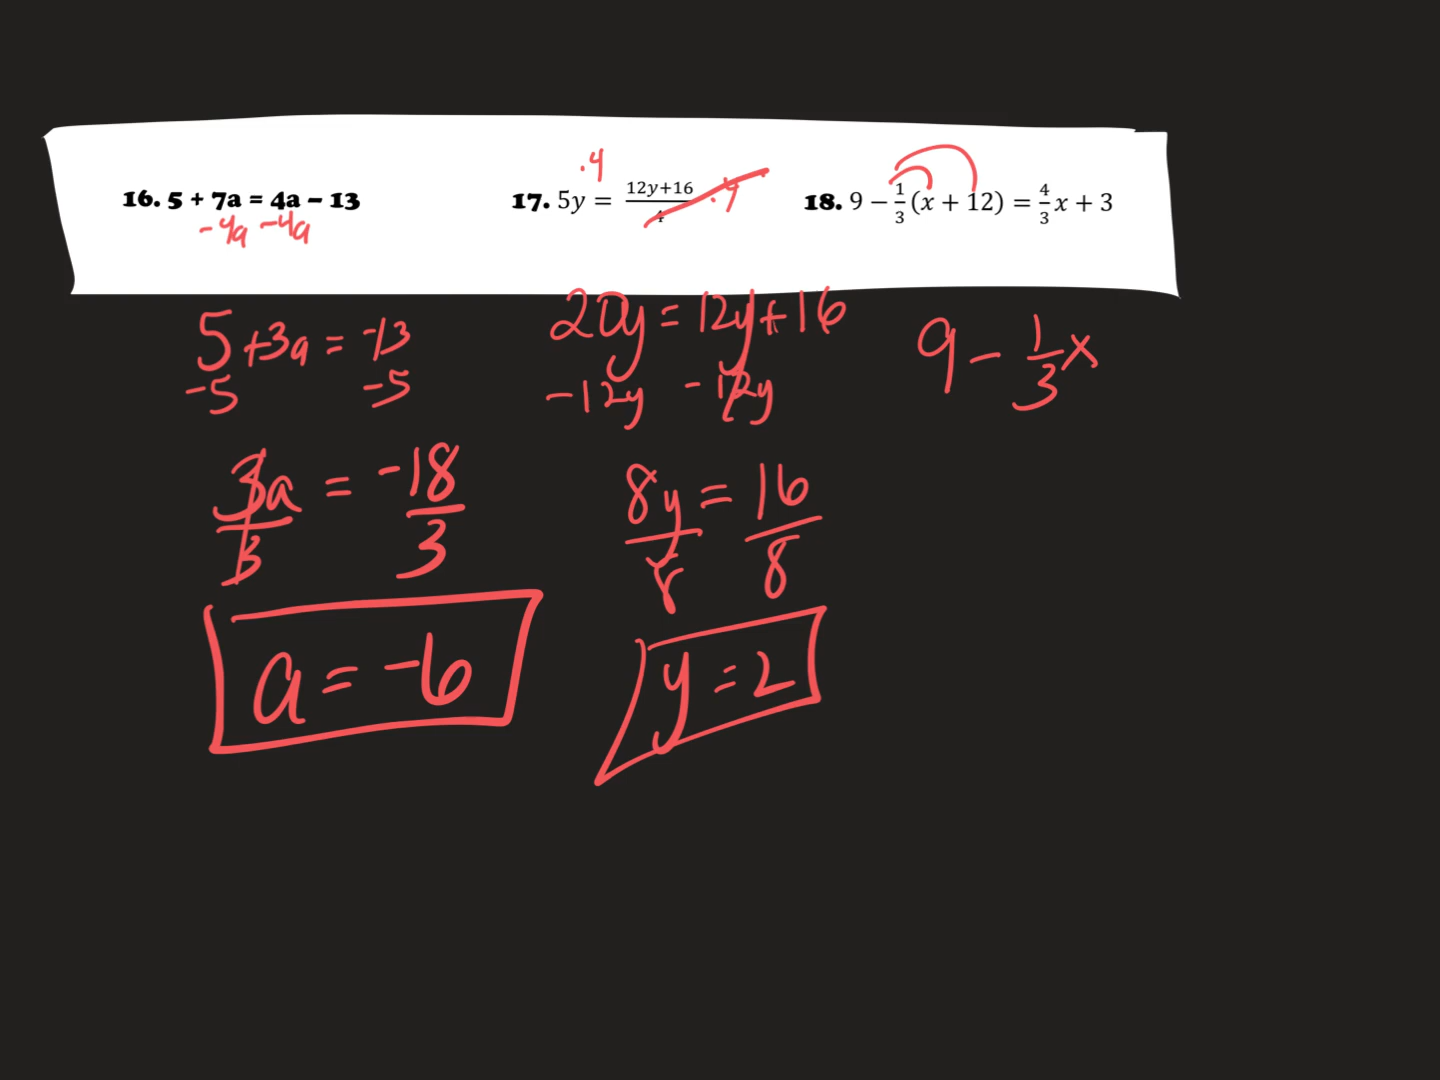 16. 5 + 7a = 4a – 13
-4a -4a
5 + 3a = -13
-5 -5
3a/3 = -18/3
a = -6
·4
17. 5y = (12y+16)/4 ·4
20y = 12y + 16
-12y -12y
8y/8 = 16/8
y = 2
18. 9 − 1/3(x + 12) = 4/3x + 3
9 - 1/3x